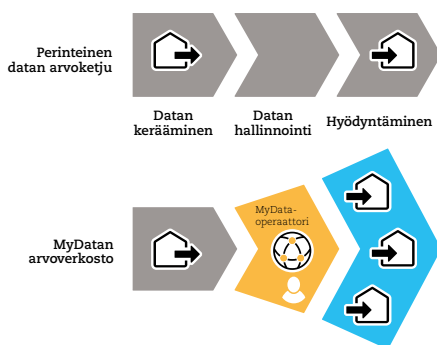 Perinteinen
datan arvoketju
Datan
kerääminen
Datan
hallinnointi
Hyödyntäminen
MyData-
operaattori
MyDatan
arvoverkosto